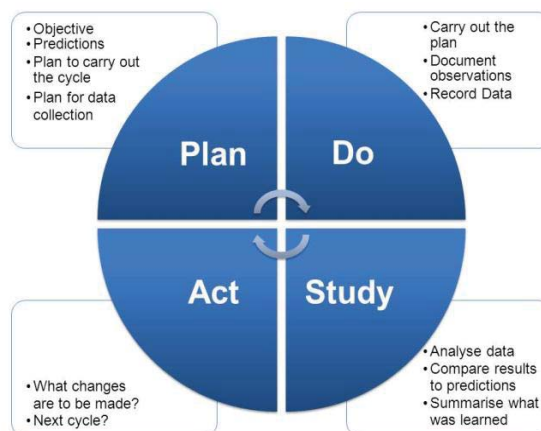 • Objective
• Predictions
• Plan to carry out
the cycle
• Plan for data
collection
• Carry out the
plan
• Document
observations
• Record Data
Plan
Do
Act
Study
• What changes
are to be made?
• Next cycle?
• Analyse data
• Compare results
to predictions
• Summarise what
was learned